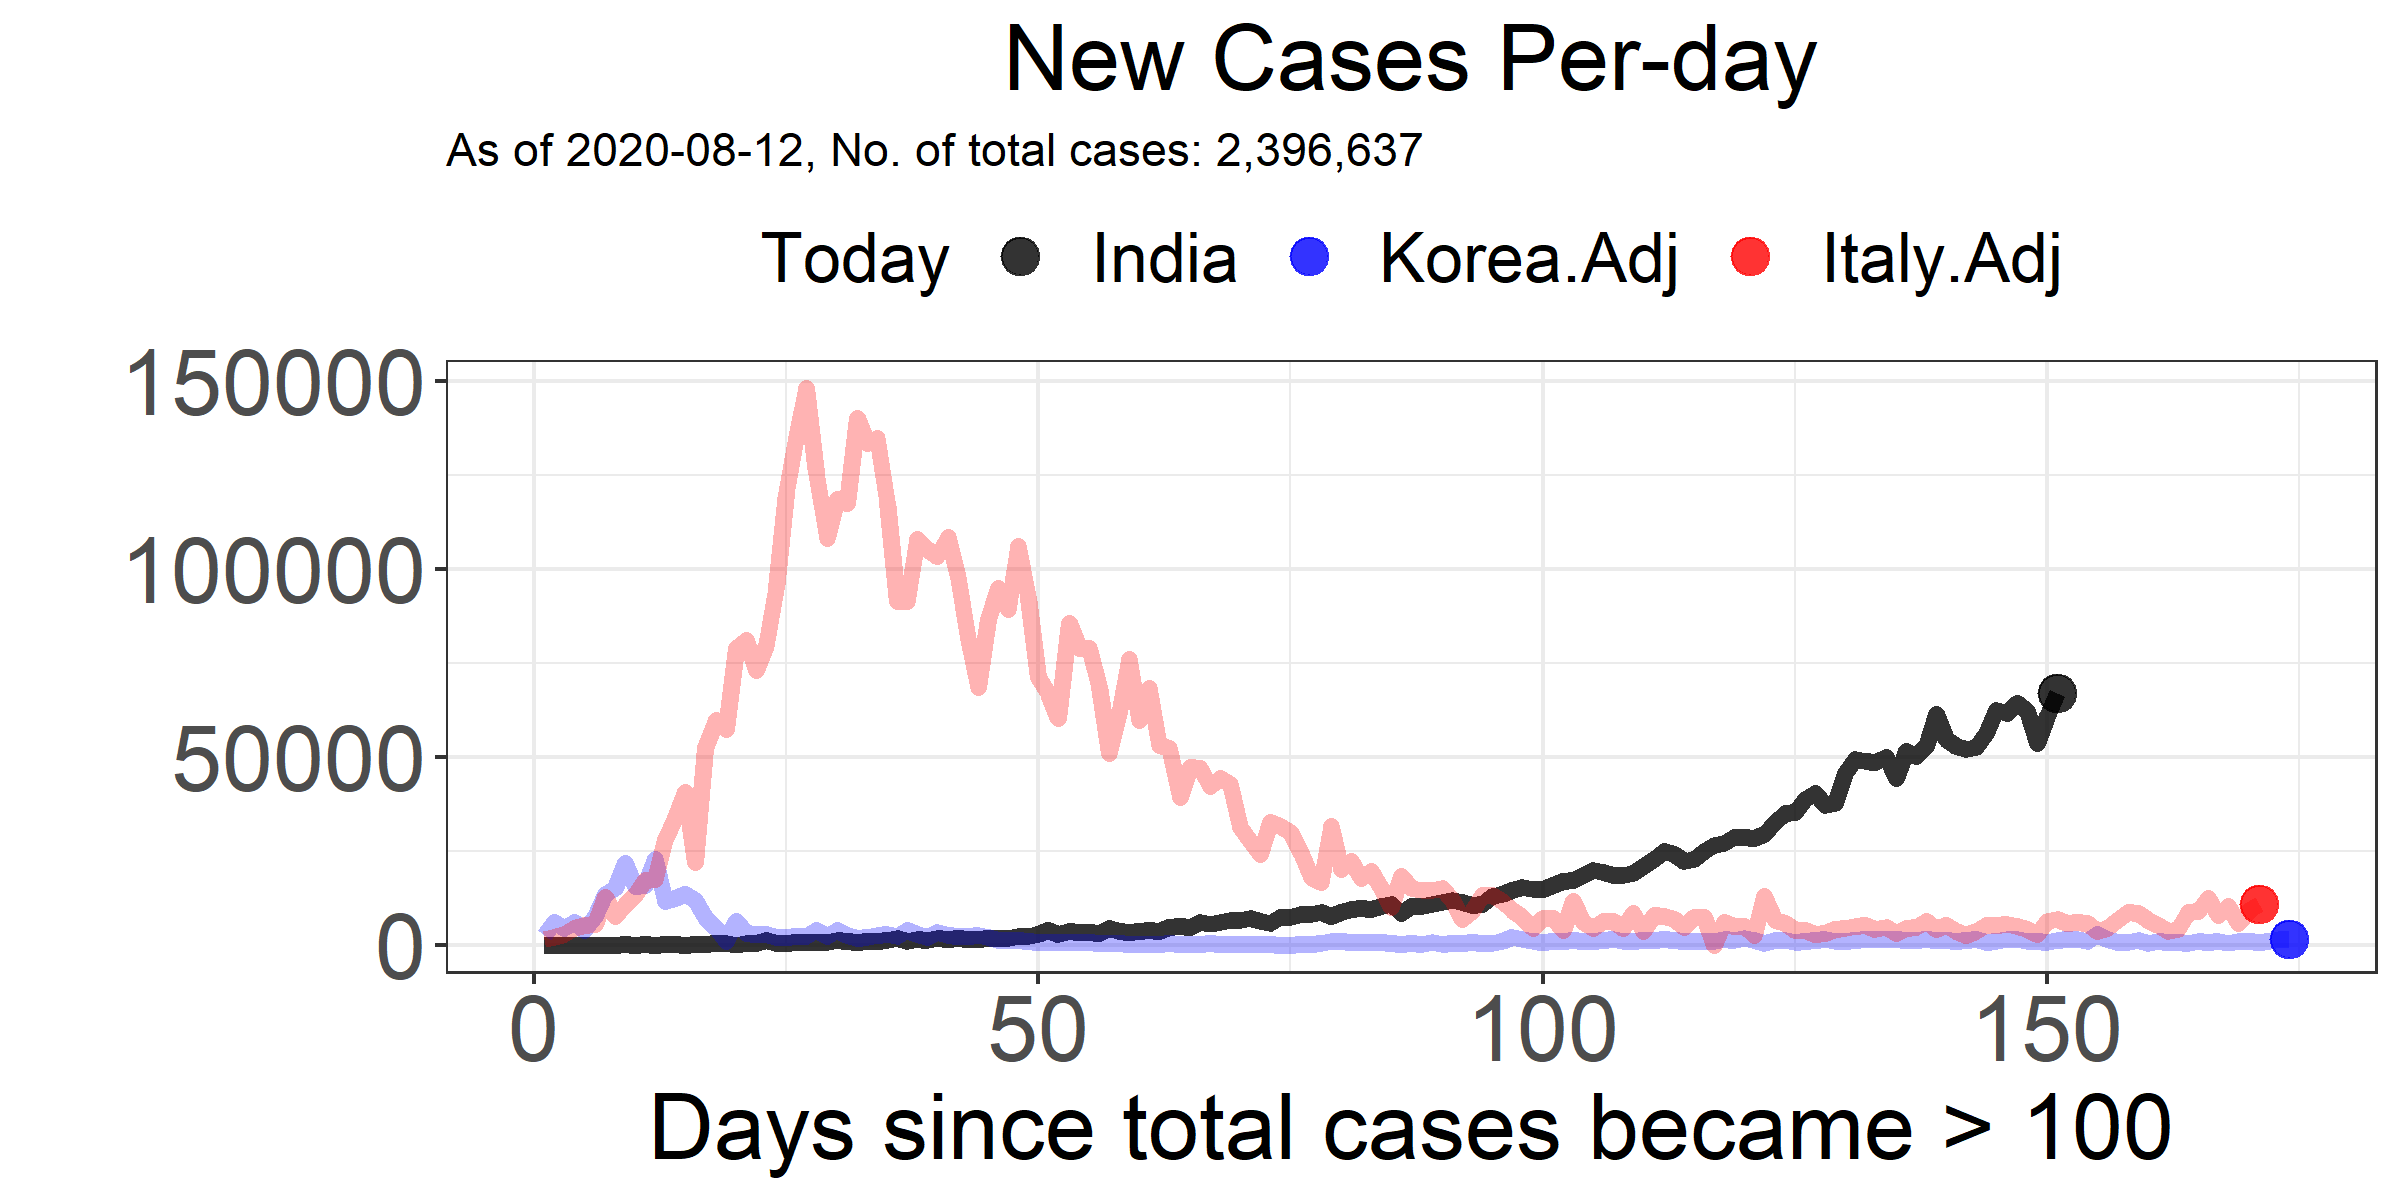 New Cases Per-day
As of 2020-08-12, No. of total cases: 2,396,637
Today India Korea.Adj Italy.Adj
150000
100000
50000
0
0 50 100 150
Days since total cases became > 100